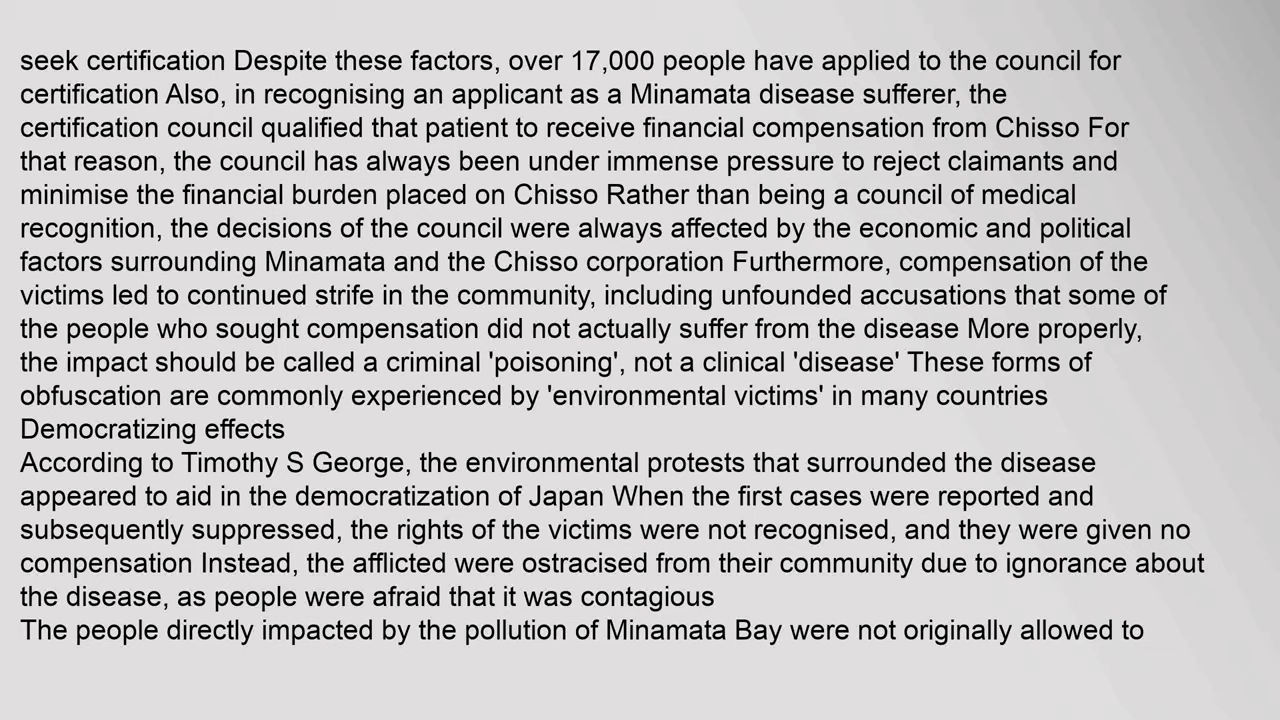 seek certification Despite these factors, over 17,000 people have applied to the council for
certification Also, in recognising an applicant as a Minamata disease sufferer, the
certification council qualified that patient to receive financial compensation from Chisso For
that reason, the council has always been under immense pressure to reject claimants and
minimise the financial burden placed on Chisso Rather than being a council of medical
recognition, the decisions of the council were always affected by the economic and political
factors surrounding Minamata and the Chisso corporation Furthermore, compensation of the
victims led to continued strife in the community, including unfounded accusations that some of
the people who sought compensation did not actually suffer from the disease More properly,
the impact should be called a criminal 'poisoning', not a clinical 'disease' These forms of
obfuscation are commonly experienced by 'environmental victims' in many countries
Democratizing effects
According to Timothy S George, the environmental protests that surrounded the disease
appeared to aid in the democratization of Japan When the first cases were reported and
subsequently suppressed, the rights of the victims were not recognised, and they were given no
compensation Instead, the afflicted were ostracised from their community due to ignorance about
the disease, as people were afraid that it was contagious
The people directly impacted by the pollution of Minamata Bay were not originally allowed to